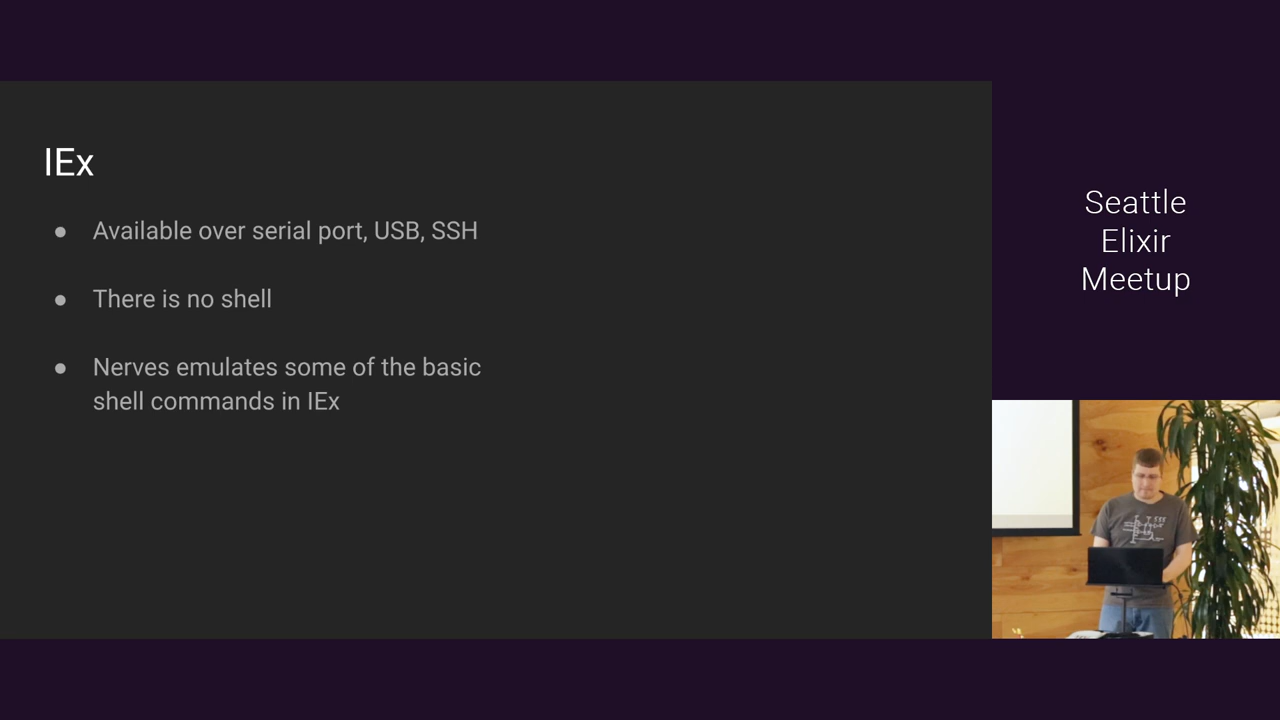 IEx
● Available over serial port, USB, SSH
● There is no shell
● Nerves emulates some of the basic
shell commands in IEx
Seattle
Elixir
Meetup